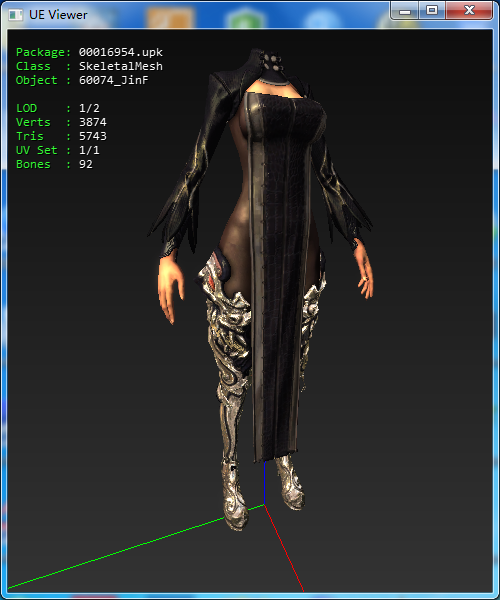 UE Viewer
Package: 00016954.upk
Class : SkeletalMesh
Object : 60074_JinF
LOD : 1/2
Verts : 3874
Tris : 5743
UV Set : 1/1
Bones : 92